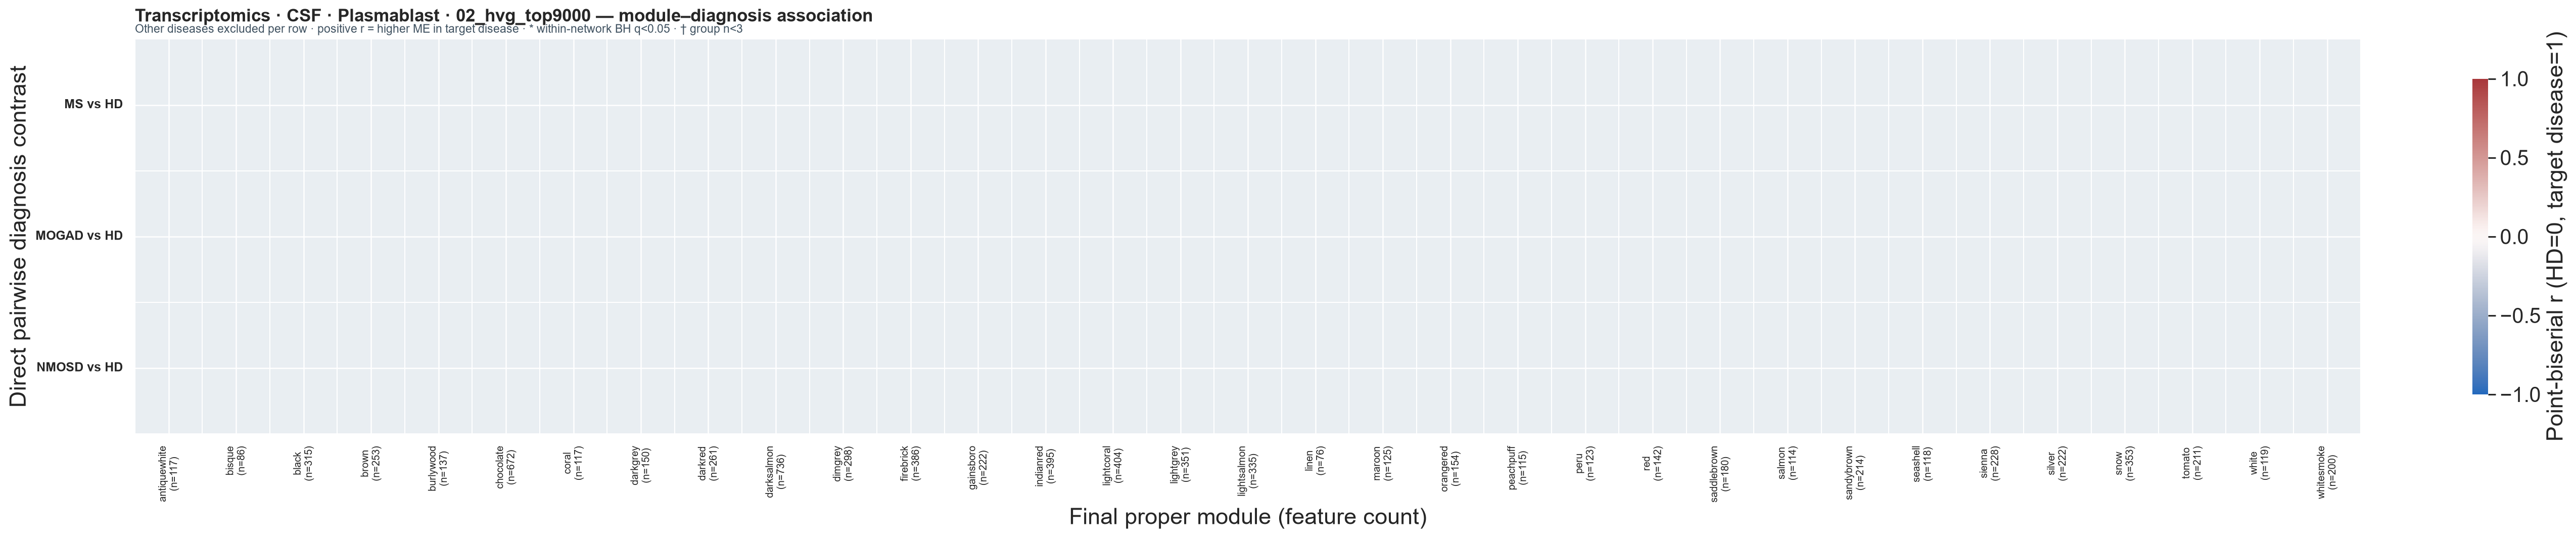 Transcriptomics · CSF · Plasmablast · 02_hvg_top9000 — module–diagnosis association
Other diseases excluded per row · positive r = higher ME in target disease · * within-network BH q<0.05 · † group n<3
Direct pairwise diagnosis contrast
MS vs HD
MOGAD vs HD
NMOSD vs HD
antiquewhite
(n=117)
bisque
(n=86)
black
(n=315)
brown
(n=253)
burlywood
(n=137)
chocolate
(n=672)
coral
(n=117)
darkgrey
(n=150)
darkred
(n=261)
darksalmon
(n=736)
dimgrey
(n=298)
firebrick
(n=386)
gainsboro
(n=222)
indianred
(n=395)
lightcoral
(n=404)
lightgrey
(n=351)
lightsalmon
(n=335)
linen
(n=76)
maroon
(n=125)
orangered
(n=154)
peachpuff
(n=115)
peru
(n=123)
red
(n=142)
saddlebrown
(n=180)
salmon
(n=114)
sandybrown
(n=214)
seashell
(n=118)
sienna
(n=228)
silver
(n=222)
snow
(n=353)
tomato
(n=211)
white
(n=119)
whitesmoke
(n=200)
Final proper module (feature count)
1.0
0.5
0.0
−0.5
−1.0
Point-biserial r (HD=0, target disease=1)